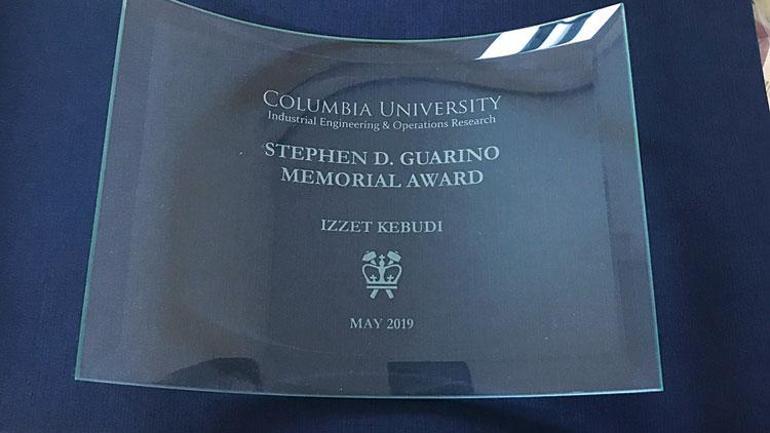 COLUMBIA UNIVERSITY
Industrial Engineering & Operations Research
STEPHEN D. GUARINO
MEMORIAL AWARD
IZZET KEBUDI
MAY 2019